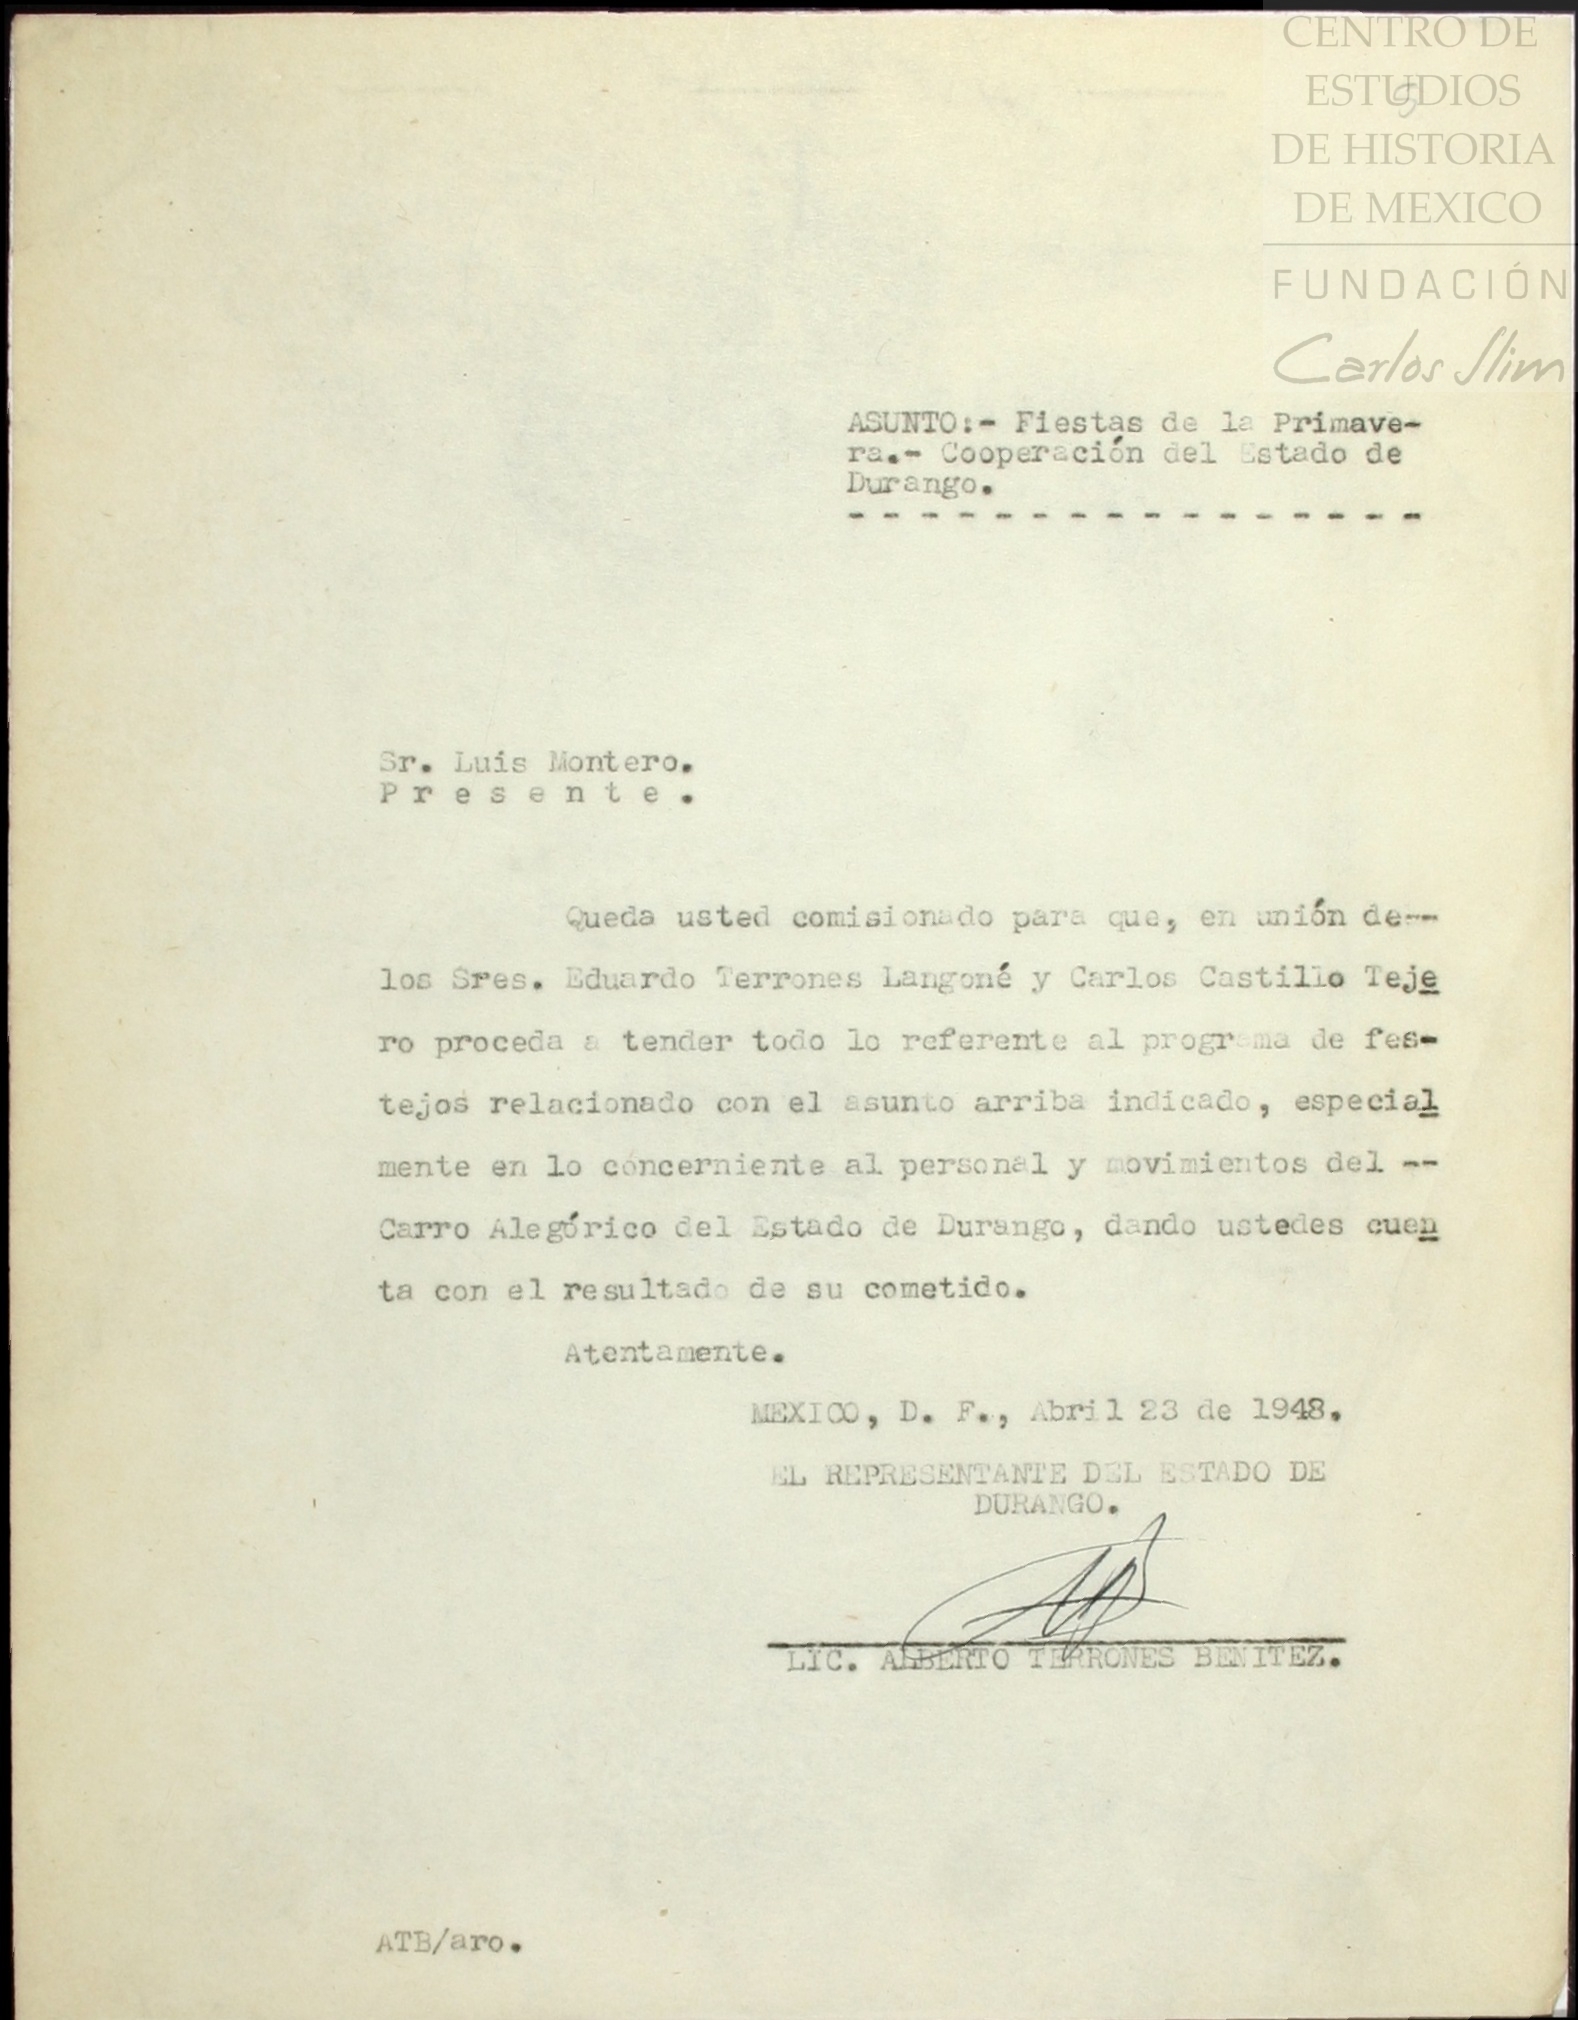 CENTRO DE
ESTUDIOS
DE HISTORIA
DE MEXICO
FUNDACIÓN
Carlos Slim
ASUNTO:- Fiestas de la Primave-
ra.- Cooperación del Estado de
Durango.
- - - - - - - - - - - - - - - -
Sr. Luis Montero.
P r e s e n t e .
Queda usted comisionado para que, en unión de--
los Sres. Eduardo Terrones Langoné y Carlos Castillo Teje
ro proceda a tender todo lo referente al programa de fes-
tejos relacionado con el asunto arriba indicado, especial
mente en lo concerniente al personal y movimientos del --
Carro Alegórico del Estado de Durango, dando ustedes cuen
ta con el resultado de su cometido.
Atentamente.
MEXICO, D. F., Abril 23 de 1948.
EL REPRESENTANTE DEL ESTADO DE
DURANGO.
LIC. ALBERTO TERRONES BENITEZ.
ATB/aro.